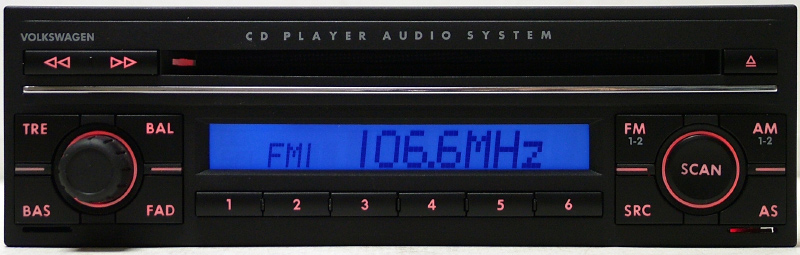 VOLKSWAGEN
CD PLAYER AUDIO SYSTEM
TRE
BAL
BAS
FAD
FM1 106.6MHz
1 2 3 4 5 6
FM
1-2
AM
1-2
SCAN
SRC
AS